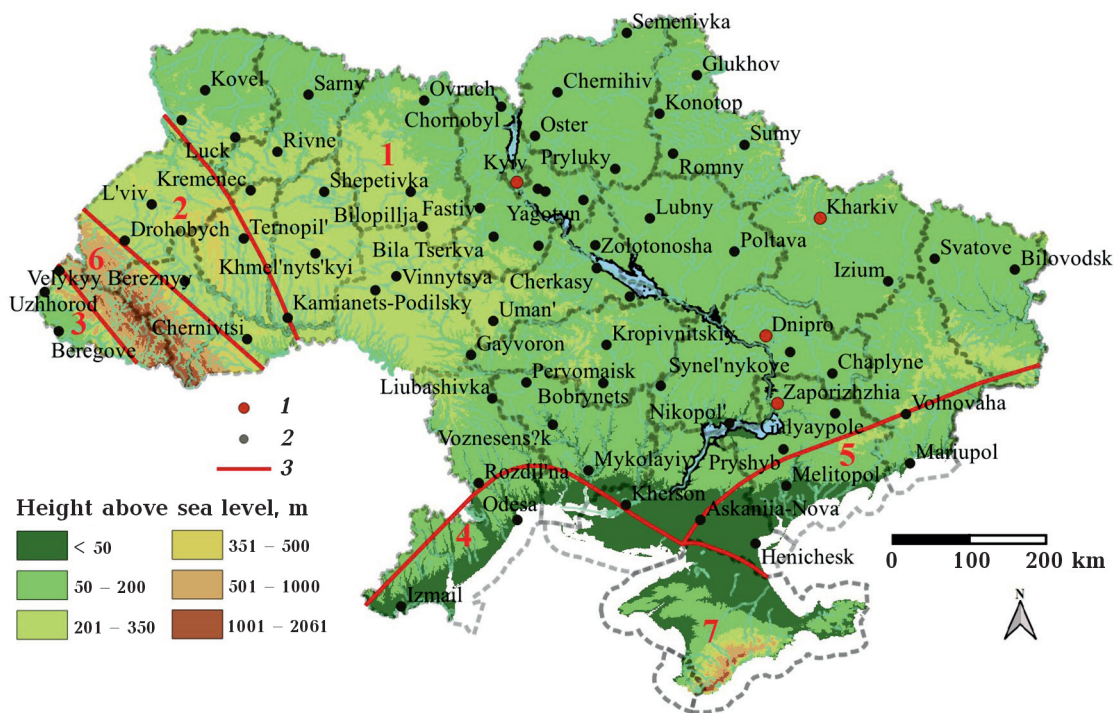 Semenivka
Glukhov
Kovel
Sarny
Ovruch
Chernihiv
Chornobyl
Konotop
Oster
Sumy
Luck
Rivne
1
Kyiv
Pryluky
Romny
Kremenec
Shepetivka
L'viv
2
Bilopillja
Fastiv
Yagotyn
Lubny
Kharkiv
Drohobych
Ternopil'
Bila Tserkva
Zolotonosha
Poltava
Svatove
Bilovodsk
6
Khmel'nyts'kyi
Velykyy Bereznyy
Vinnytsya
Cherkasy
Izium
Uzhhorod
Kamianets-Podilsky
3
Chernivtsi
Uman'
Dnipro
Beregove
Gayvoron
Kropivnitskiy
Synel'nykove
Chaplyne
Liubashivka
Pervomaisk
Bobrynets
Zaporizhzhia
Nikopol'
Gulyaypole
Volnovaha
Voznesens?k
5
Mariupol
Rozdil'na
Mykolayiv
Pryshyb
Melitopol
Odesa
Kherson
Askaniia-Nova
4
Henichesk
Izmail
7
1
2
3
Height above sea level, m
< 50
351 – 500
50 – 200
501 – 1000
201 – 350
1001 – 2061
0 100 200 km
N